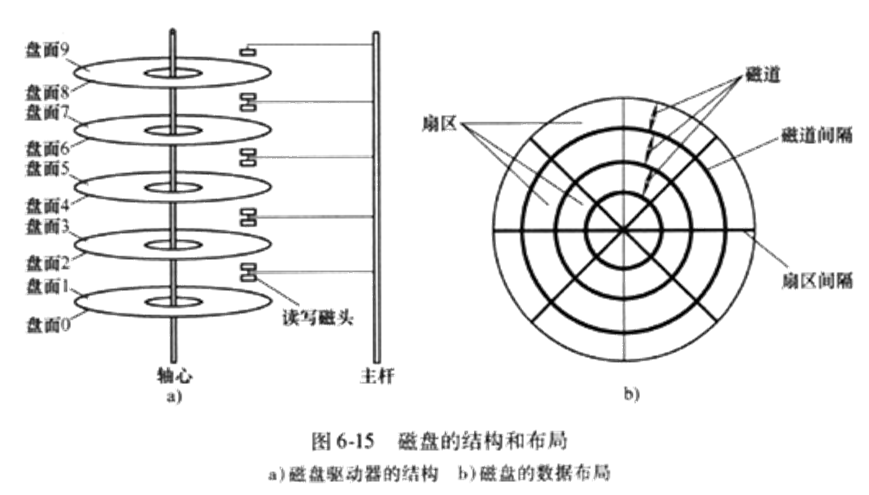 盘面9
盘面8
盘面7
盘面6
盘面5
盘面4
盘面3
盘面2
盘面1
盘面0
读写磁头
轴心
主杆
a)
扇区
磁道
磁道间隔
扇区间隔
b)
图 6-15 磁盘的结构和布局
a)磁盘驱动器的结构 b)磁盘的数据布局